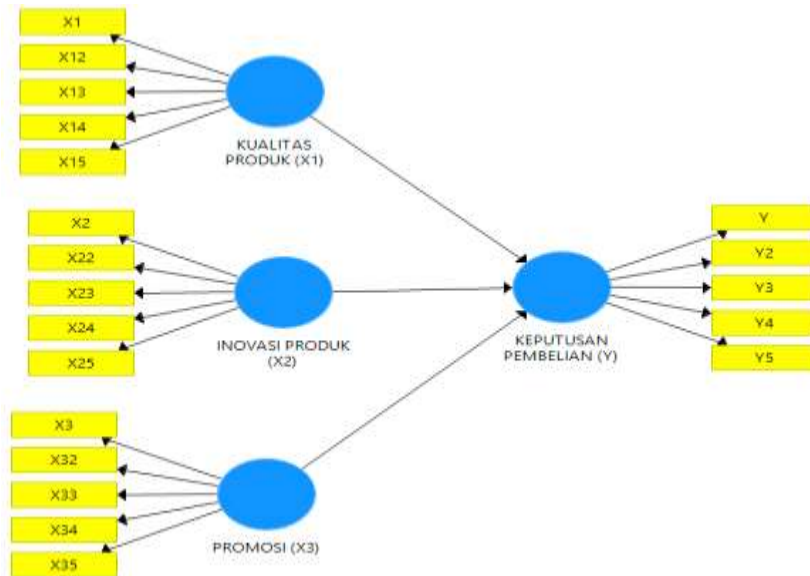 X1
X12
X13
X14
X15
KUALITAS
PRODUK (X1)
X2
X22
X23
X24
X25
INOVASI PRODUK
(X2)
X3
X32
X33
X34
X35
PROMOSI (X3)
KEPUTUSAN
PEMBELIAN (Y)
Y
Y2
Y3
Y4
Y5